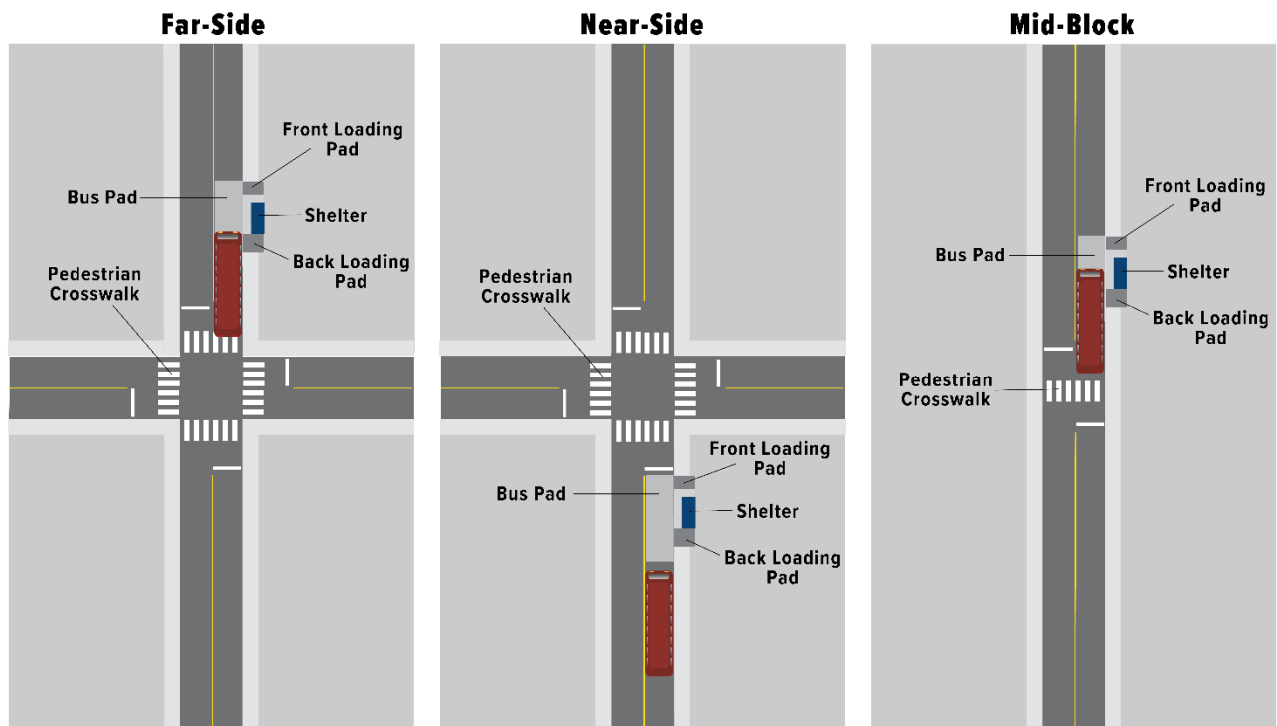 Far-Side
Front Loading
Pad
Bus Pad
Shelter
Back Loading
Pad
Pedestrian
Crosswalk
Near-Side
Pedestrian
Crosswalk
Front Loading
Pad
Bus Pad
Shelter
Back Loading
Pad
Mid-Block
Front Loading
Pad
Bus Pad
Shelter
Back Loading
Pad
Pedestrian
Crosswalk